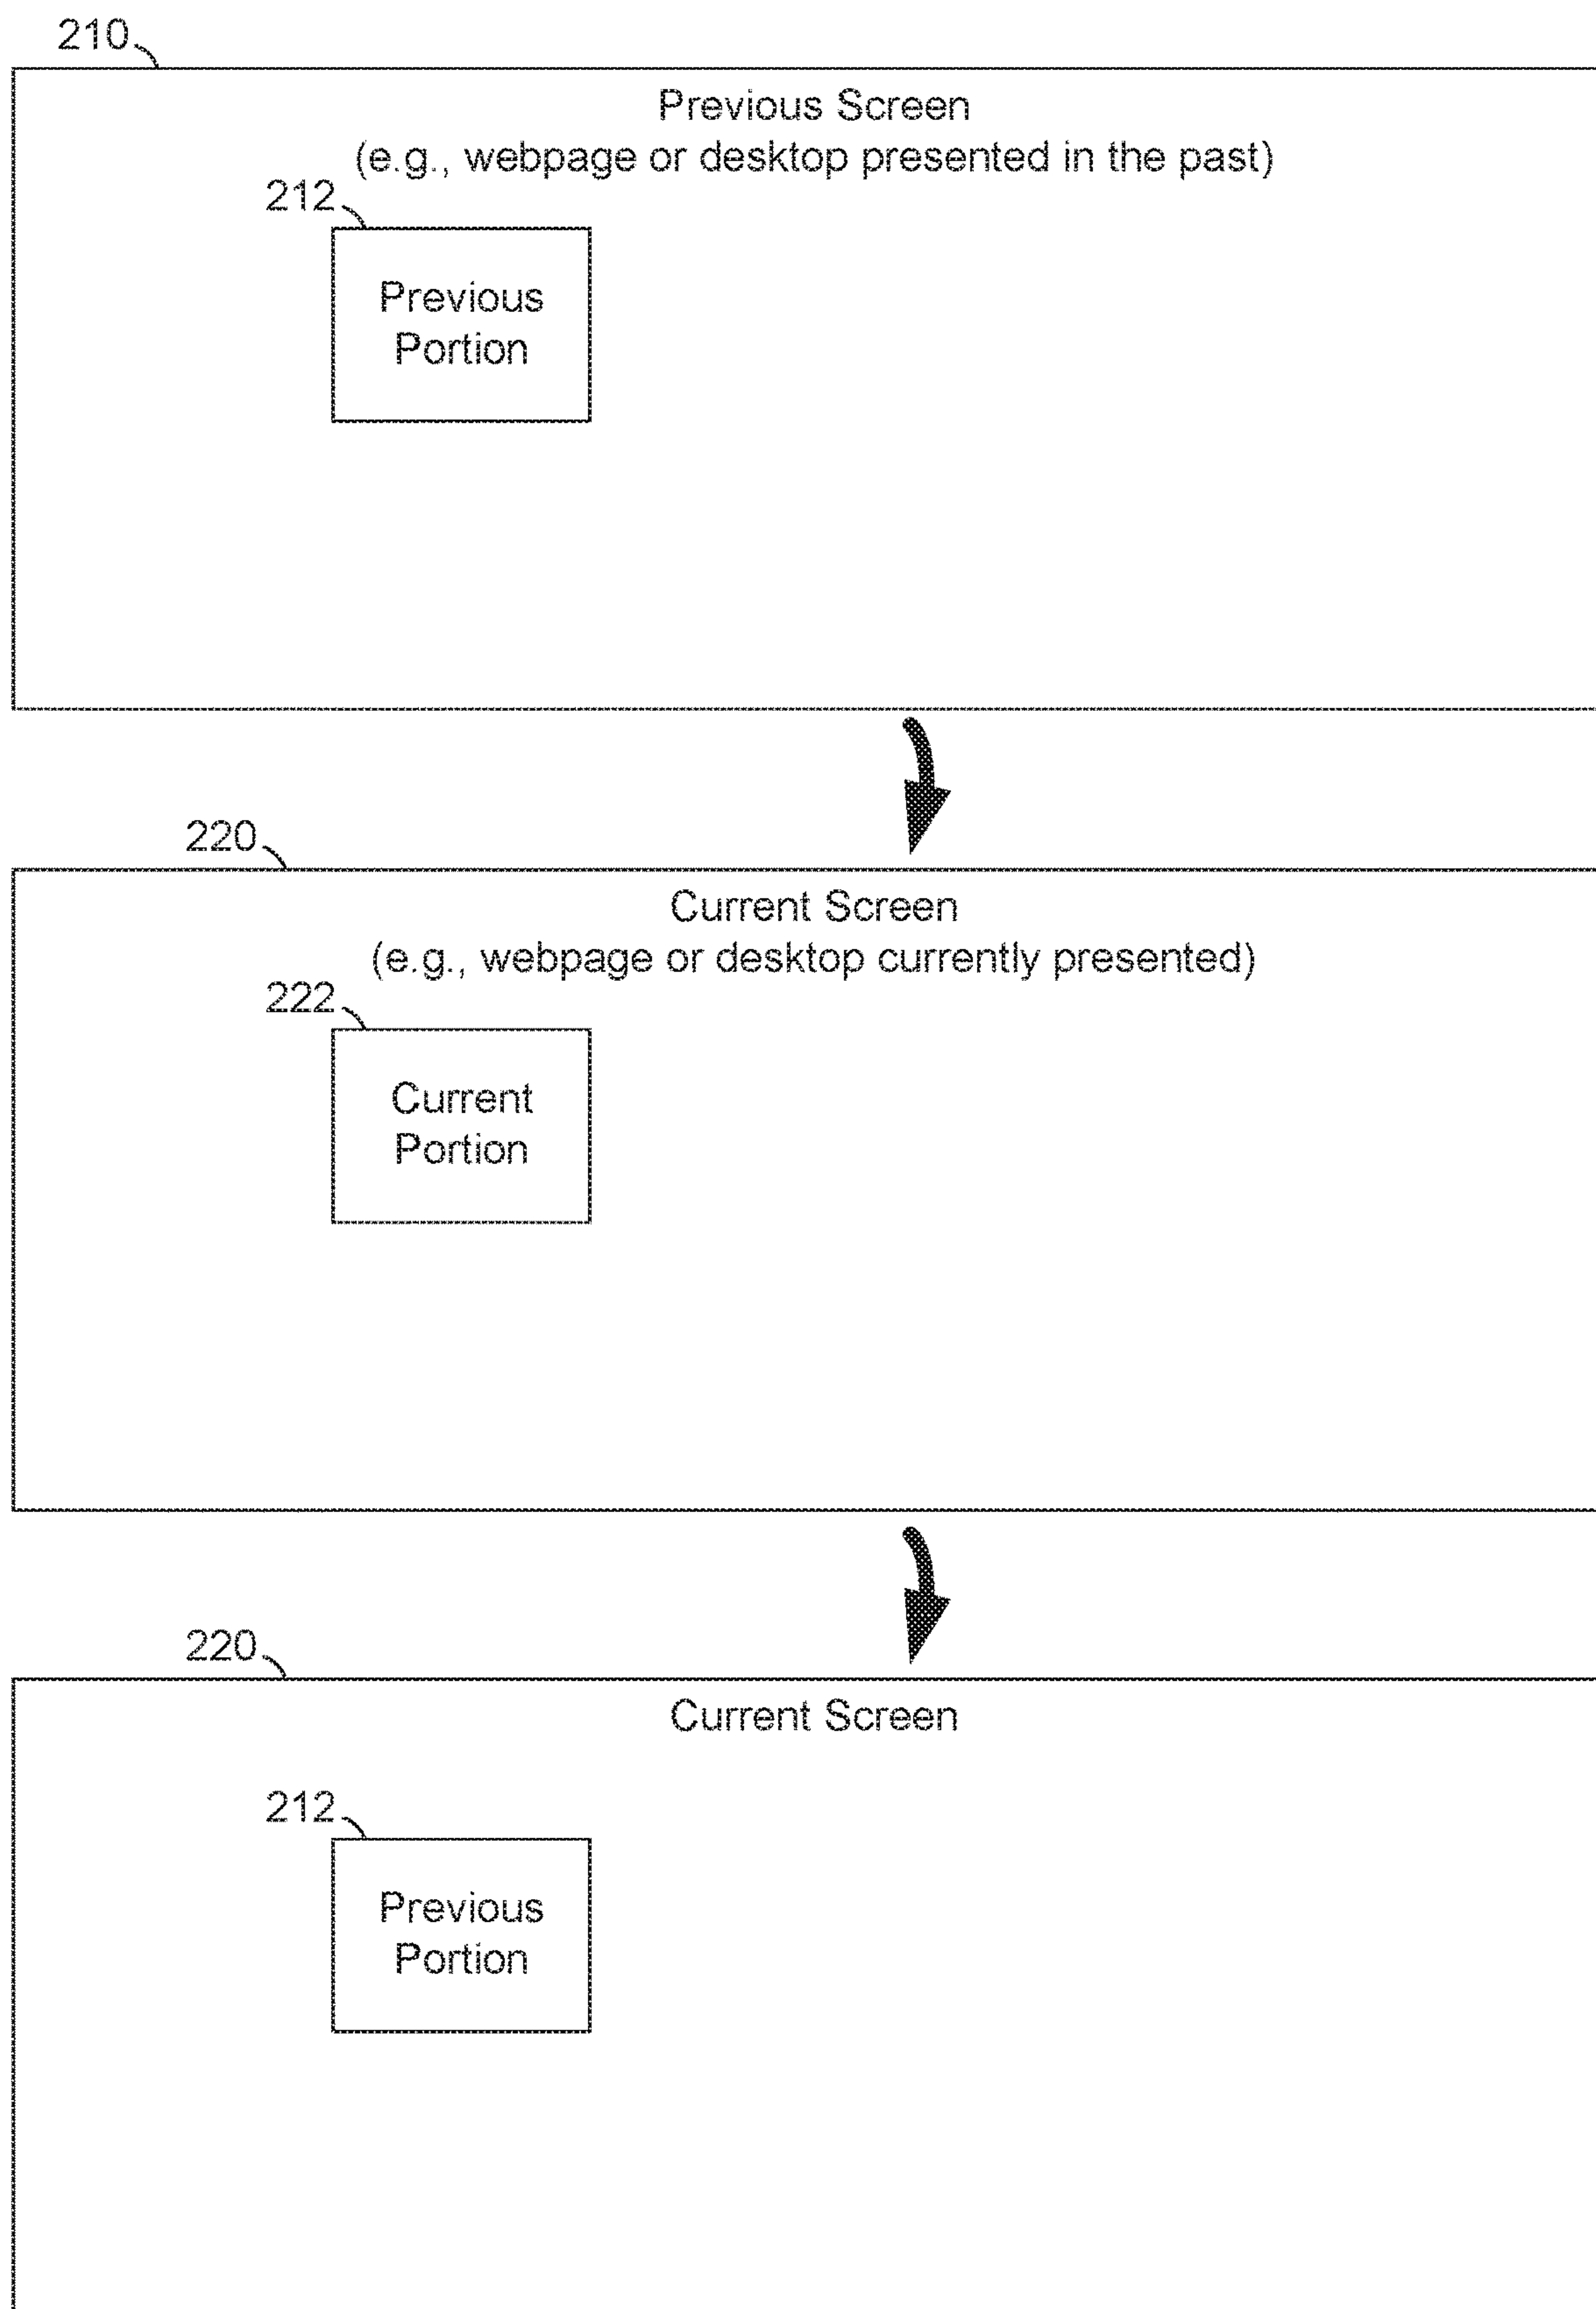 210
Previous Screen
(e.g., webpage or desktop presented in the past)
212
Previous
Portion
220
Current Screen
(e.g., webpage or desktop currently presented)
222
Current
Portion
220
Current Screen
212
Previous
Portion